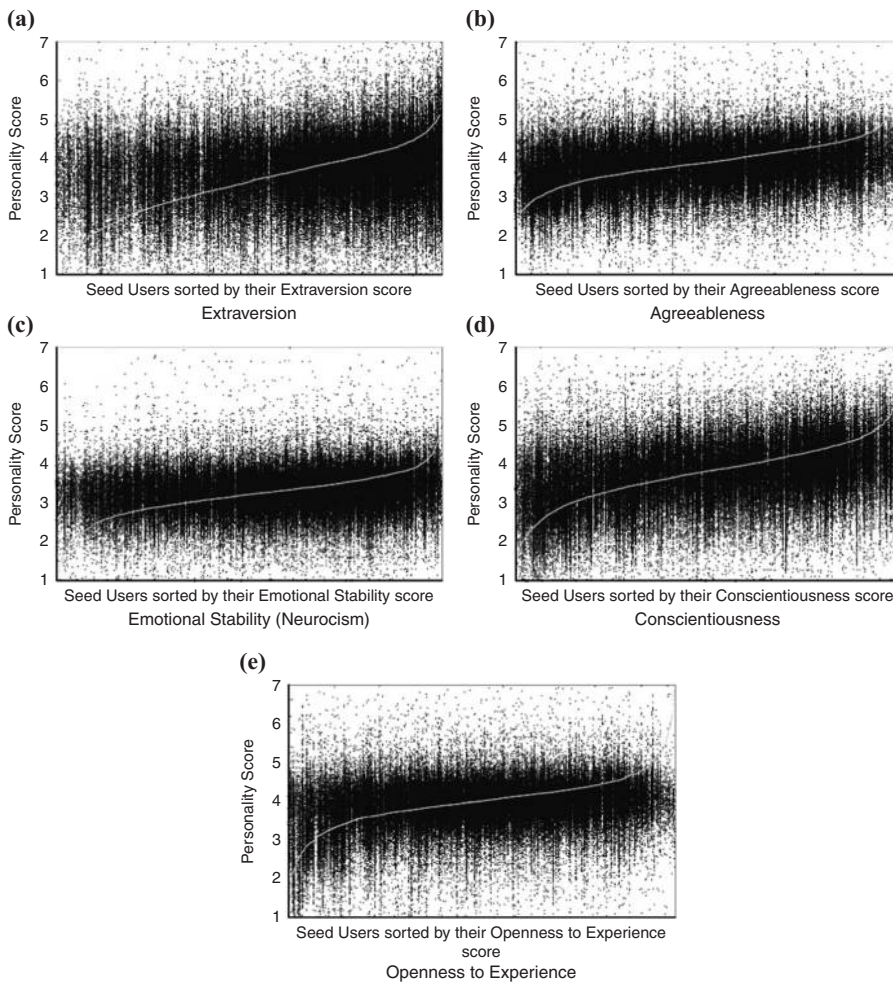 (a)
7
6
5
4
3
2
1
Personality Score
Seed Users sorted by their Extraversion score
Extraversion
(b)
7
6
5
4
3
2
1
Personality Score
Seed Users sorted by their Agreeableness score
Agreeableness
(c)
7
6
5
4
3
2
1
Personality Score
Seed Users sorted by their Emotional Stability score
Emotional Stability (Neurocism)
(d)
7
6
5
4
3
2
1
Personality Score
Seed Users sorted by their Conscientiousness score
Conscientiousness
(e)
7
6
5
4
3
2
1
Personality Score
Seed Users sorted by their Openness to Experience
score
Openness to Experience